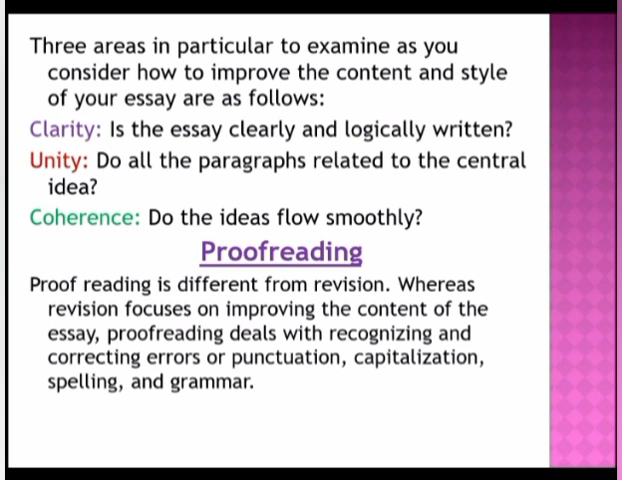 Three areas in particular to examine as you
consider how to improve the content and style
of your essay are as follows:
Clarity: Is the essay clearly and logically written?
Unity: Do all the paragraphs related to the central
idea?
Coherence: Do the ideas flow smoothly?
Proofreading
Proof reading is different from revision. Whereas
revision focuses on improving the content of the
essay, proofreading deals with recognizing and
correcting errors or punctuation, capitalization,
spelling, and grammar.